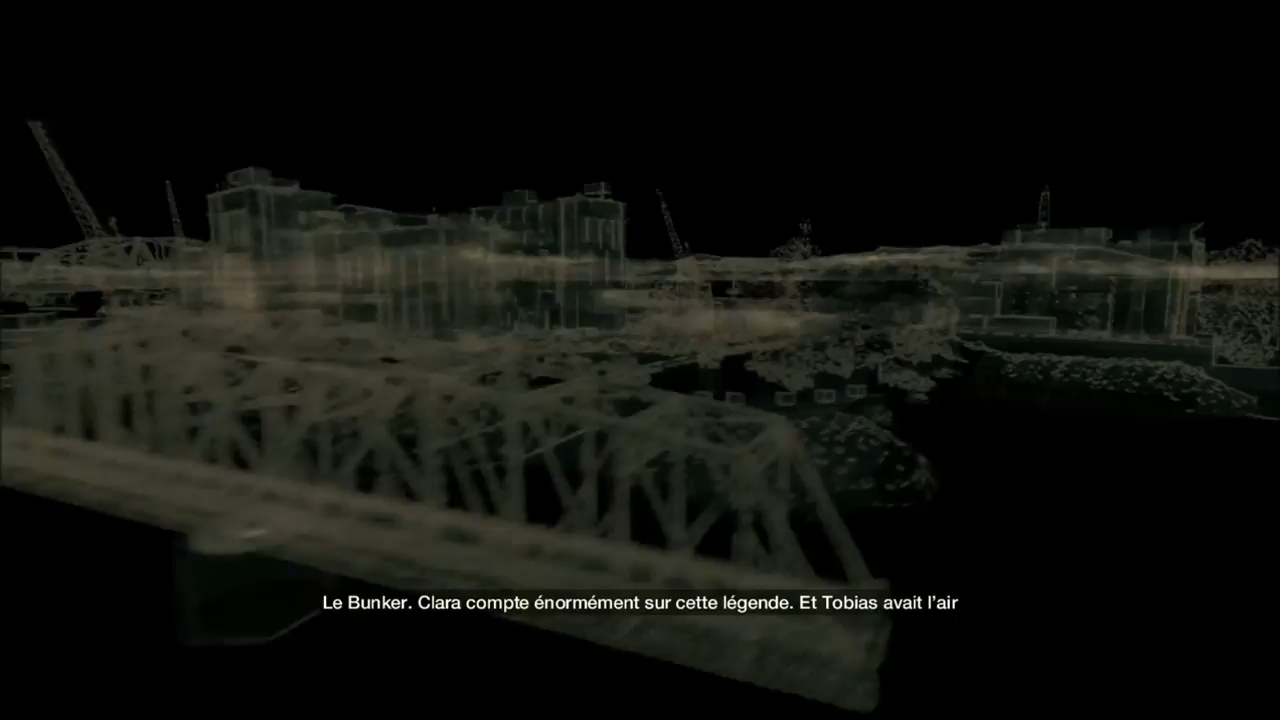 Le Bunker. Clara compte énormément sur cette légende. Et Tobias avait l'air